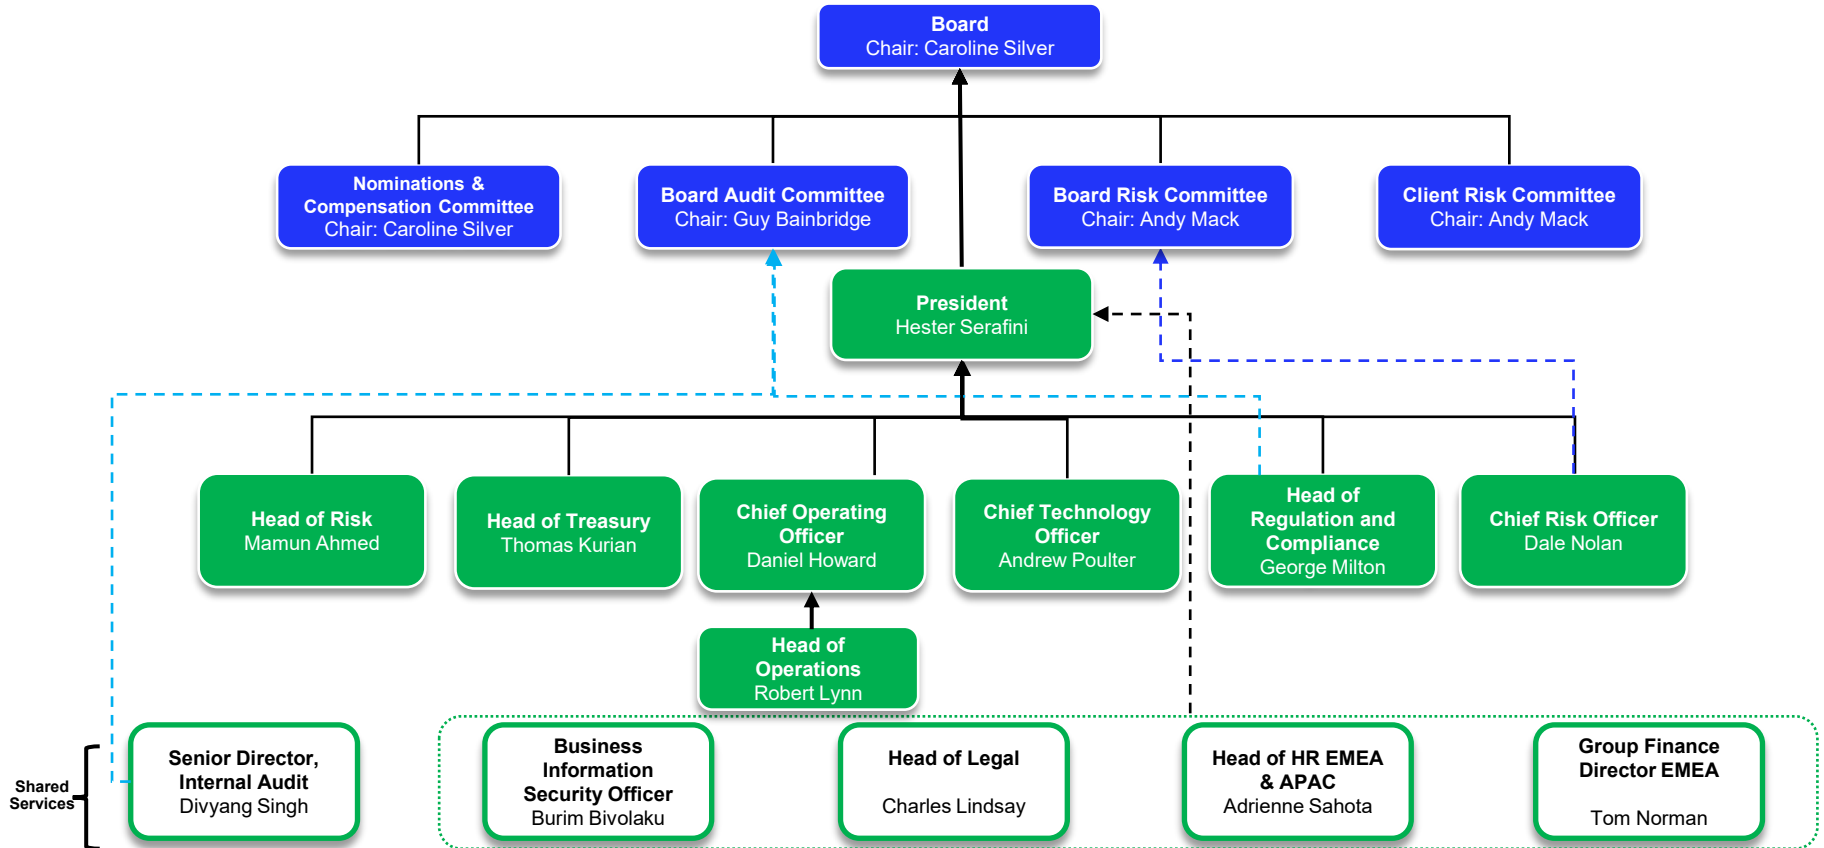 Board
Chair: Caroline Silver
Nominations &
Compensation Committee
Chair: Caroline Silver
Board Audit Committee
Chair: Guy Bainbridge
Board Risk Committee
Chair: Andy Mack
Client Risk Committee
Chair: Andy Mack
President
Hester Serafini
Head of Risk
Mamun Ahmed
Head of Treasury
Thomas Kurian
Chief Operating
Officer
Daniel Howard
Chief Technology
Officer
Andrew Poulter
Head of
Regulation and
Compliance
George Milton
Chief Risk Officer
Dale Nolan
Head of
Operations
Robert Lynn
Shared
Services
Senior Director,
Internal Audit
Divyang Singh
Business
Information
Security Officer
Burim Bivolaku
Head of Legal
Charles Lindsay
Head of HR EMEA
& APAC
Adrienne Sahota
Group Finance
Director EMEA
Tom Norman